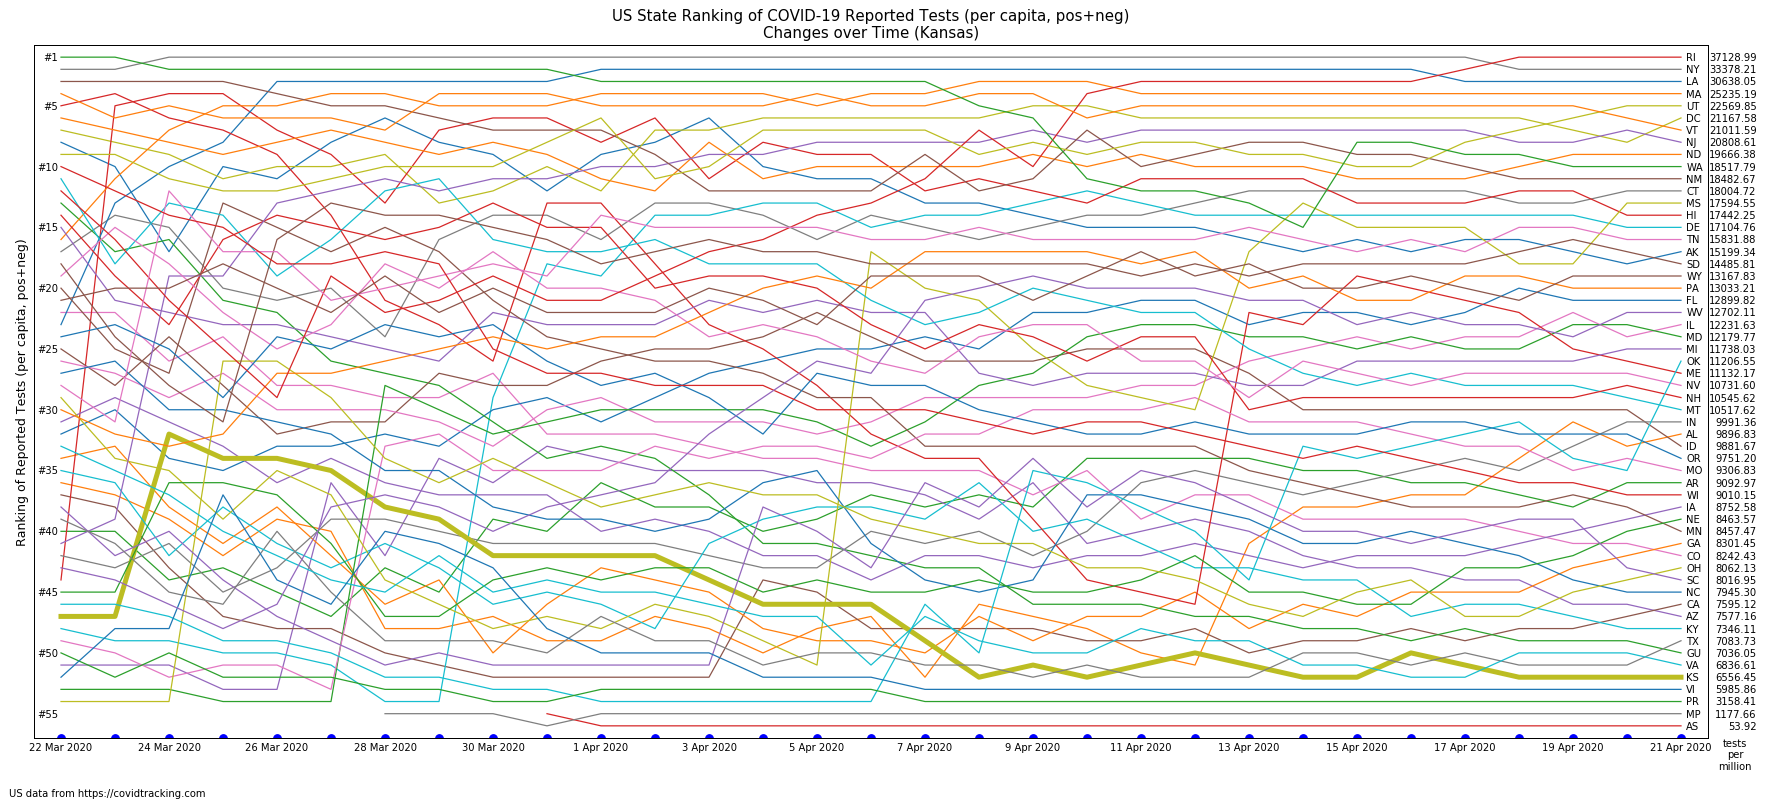 US State Ranking of COVID-19 Reported Tests (per capita, pos+neg)
Changes over Time (Kansas)
Ranking of Reported Tests (per capita, pos+neg)
#1
#5
#10
#15
#20
#25
#30
#35
#40
#45
#50
#55
RI 37128.99
NY 33378.21
LA 30638.05
MA 25235.19
UT 22569.85
DC 21167.58
VT 21011.59
NJ 20808.61
ND 19666.38
WA 18517.79
NM 18482.67
CT 18004.72
MS 17594.55
HI 17442.25
DE 17104.76
TN 15831.88
AK 15199.34
SD 14485.81
WY 13167.83
PA 13033.21
FL 12899.82
WV 12702.11
IL 12231.63
MD 12179.77
MI 11738.03
OK 11206.55
ME 11132.17
NV 10731.60
NH 10545.62
MT 10517.62
IN 9991.36
AL 9896.83
ID 9881.67
OR 9751.20
MO 9306.83
AR 9092.97
WI 9010.15
IA 8752.58
NE 8463.57
MN 8457.47
GA 8301.45
CO 8242.43
OH 8062.13
SC 8016.95
NC 7945.30
CA 7595.12
AZ 7577.16
KY 7346.11
TX 7083.73
GU 7036.05
VA 6836.61
KS 6556.45
VI 5985.86
PR 3158.41
MP 1177.66
AS 53.92
22 Mar 2020
24 Mar 2020
26 Mar 2020
28 Mar 2020
30 Mar 2020
1 Apr 2020
3 Apr 2020
5 Apr 2020
7 Apr 2020
9 Apr 2020
11 Apr 2020
13 Apr 2020
15 Apr 2020
17 Apr 2020
19 Apr 2020
21 Apr 2020
tests
per
million
US data from https://covidtracking.com